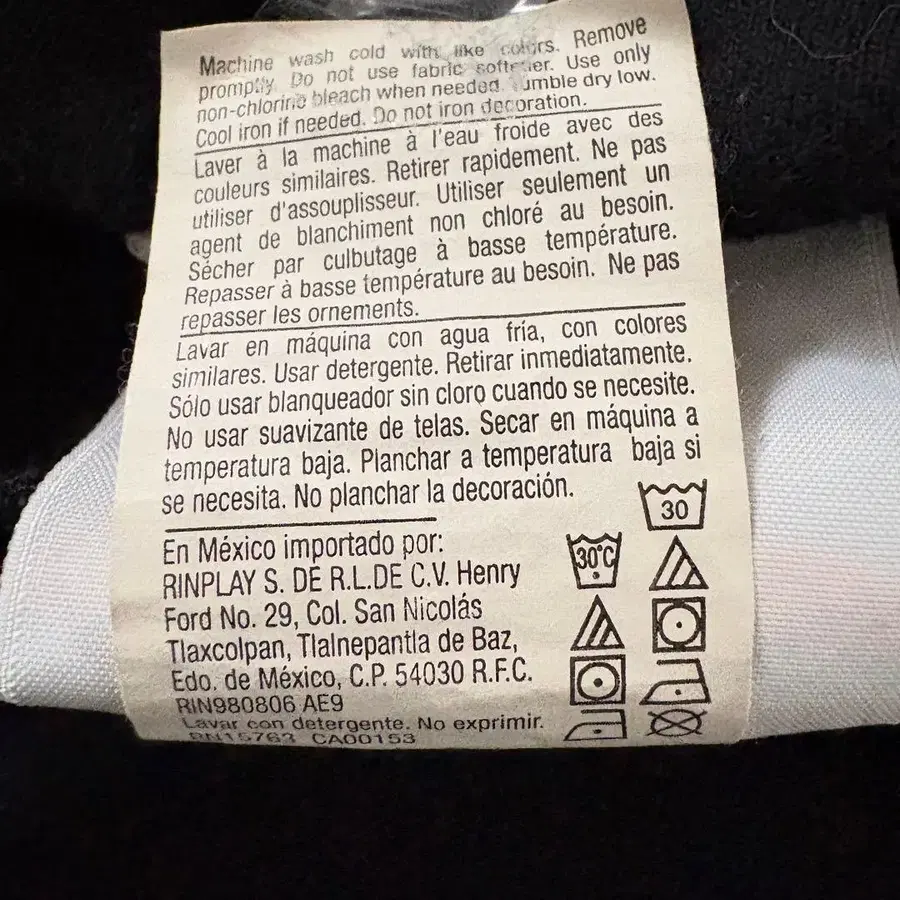 Machine wash cold with like colors. Remove
promptly. Do not use fabric softener. Use only
non-chlorine bleach when needed. Tumble dry low.
Cool iron if needed. Do not iron decoration.
Laver à la machine à l'eau froide avec des
couleurs similaires. Retirer rapidement. Ne pas
utiliser d'assouplisseur. Utiliser seulement un
agent de blanchiment non chloré au besoin.
Sécher par culbutage à basse température.
Repasser à basse température au besoin. Ne pas
repasser les ornements.
Lavar en máquina con agua fría, con colores
similares. Usar detergente. Retirar inmediatamente.
Sólo usar blanqueador sin cloro cuando se necesite.
No usar suavizante de telas. Secar en máquina a
temperatura baja. Planchar a temperatura baja si
se necesita. No planchar la decoración.
30
En México importado por:
RINPLAY S. DE R.L.DE C.V. Henry
Ford No. 29, Col. San Nicolás
Tlaxcolpan, Tlalnepantla de Baz,
Edo. de México, C.P. 54030 R.F.C.
RIN980806 AE9
Lavar con detergente. No exprimir.
RN15763 CA00153
30°C